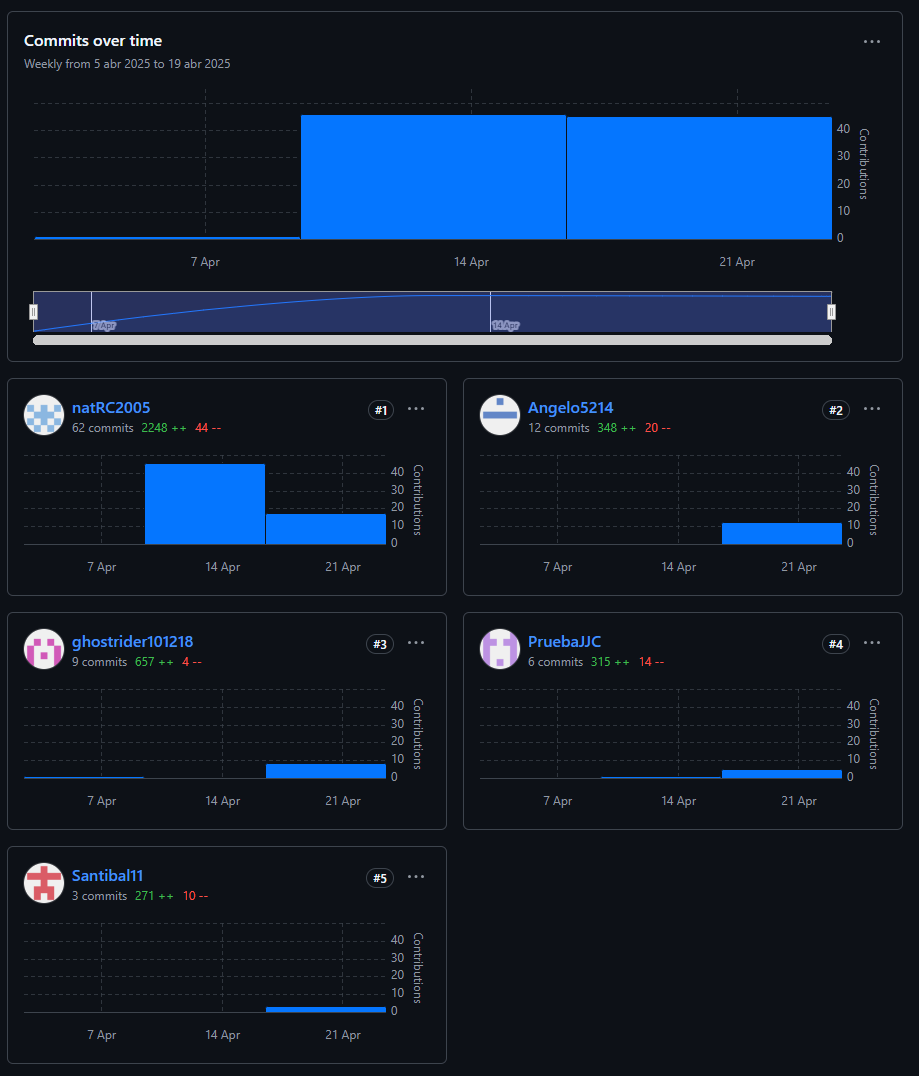 Commits over time
Weekly from 5 abr 2025 to 19 abr 2025
40
30
20
10
0
Contributions
7 Apr
14 Apr
21 Apr
7 Apr
14 Apr
natRC2005
#1
62 commits 2248 ++ 44 --
40
30
20
10
0
Contributions
7 Apr
14 Apr
21 Apr
Angelo5214
#2
12 commits 348 ++ 20 --
40
30
20
10
0
Contributions
7 Apr
14 Apr
21 Apr
ghostrider101218
#3
9 commits 657 ++ 4 --
40
30
20
10
0
Contributions
7 Apr
14 Apr
21 Apr
PruebaJJC
#4
6 commits 315 ++ 14 --
40
30
20
10
0
Contributions
7 Apr
14 Apr
21 Apr
Santibal11
#5
3 commits 271 ++ 10 --
40
30
20
10
0
Contributions
7 Apr
14 Apr
21 Apr